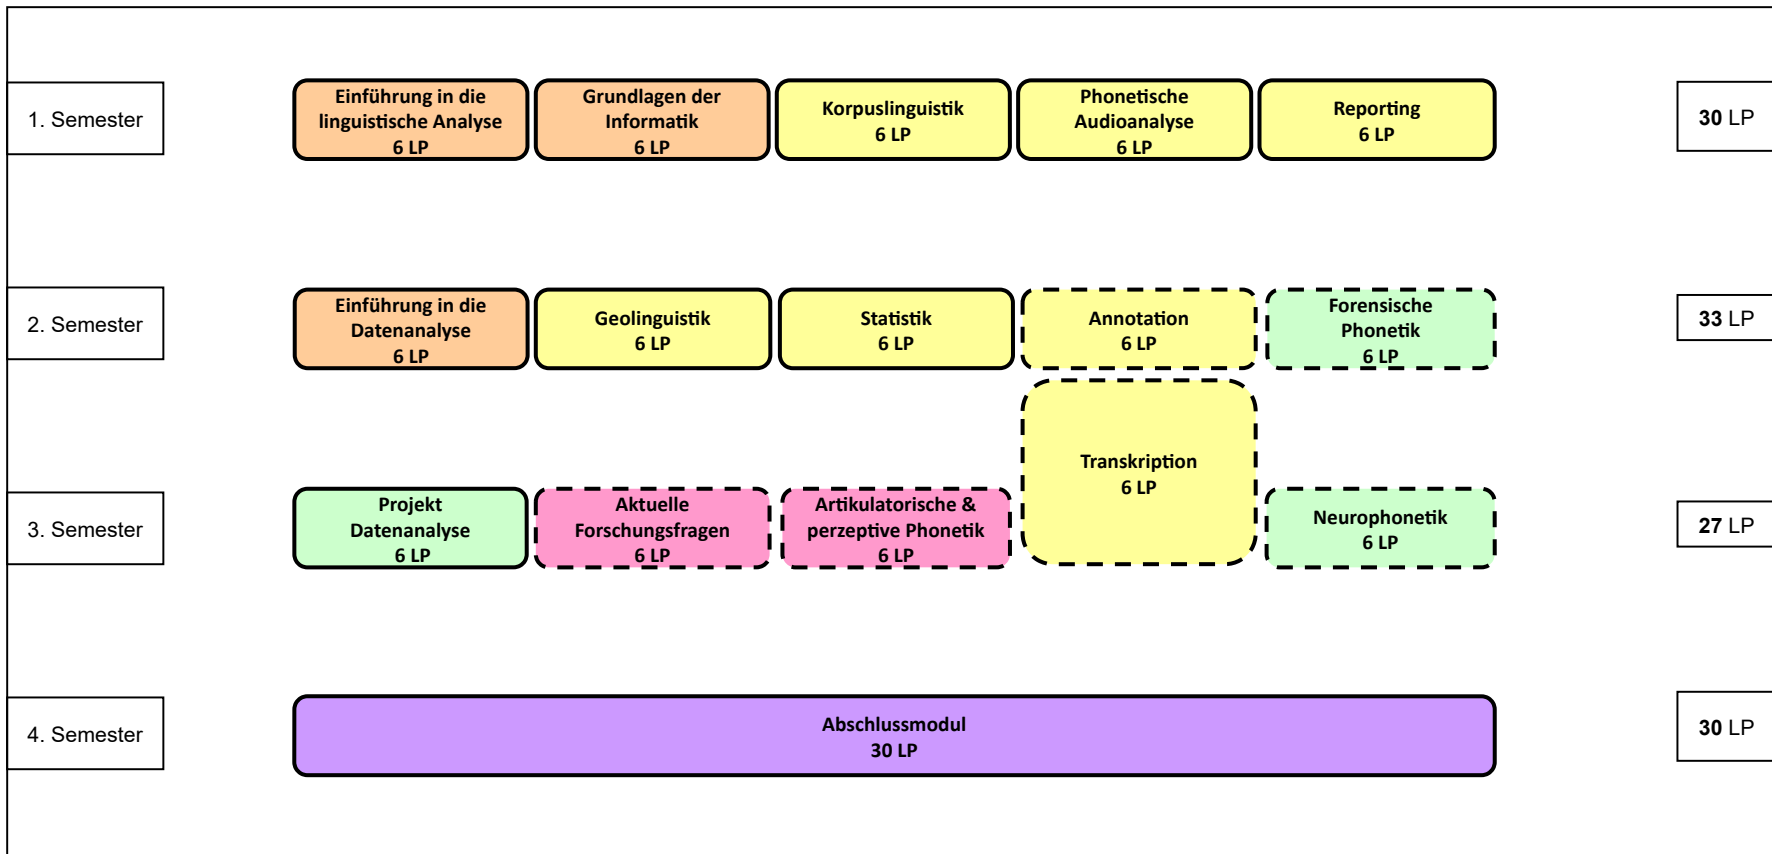 1. Semester
Einführung in die
linguistische Analyse
6 LP
Grundlagen der
Informatik
6 LP
Korpuslinguistik
6 LP
Phonetische
Audioanalyse
6 LP
Reporting
6 LP
30 LP
2. Semester
Einführung in die
Datenanalyse
6 LP
Geolinguistik
6 LP
Statistik
6 LP
Annotation
6 LP
Forensische
Phonetik
6 LP
33 LP
Transkription
6 LP
3. Semester
Projekt
Datenanalyse
6 LP
Aktuelle
Forschungsfragen
6 LP
Artikulatorische &
perzeptive Phonetik
6 LP
Neurophonetik
6 LP
27 LP
4. Semester
Abschlussmodul
30 LP
30 LP